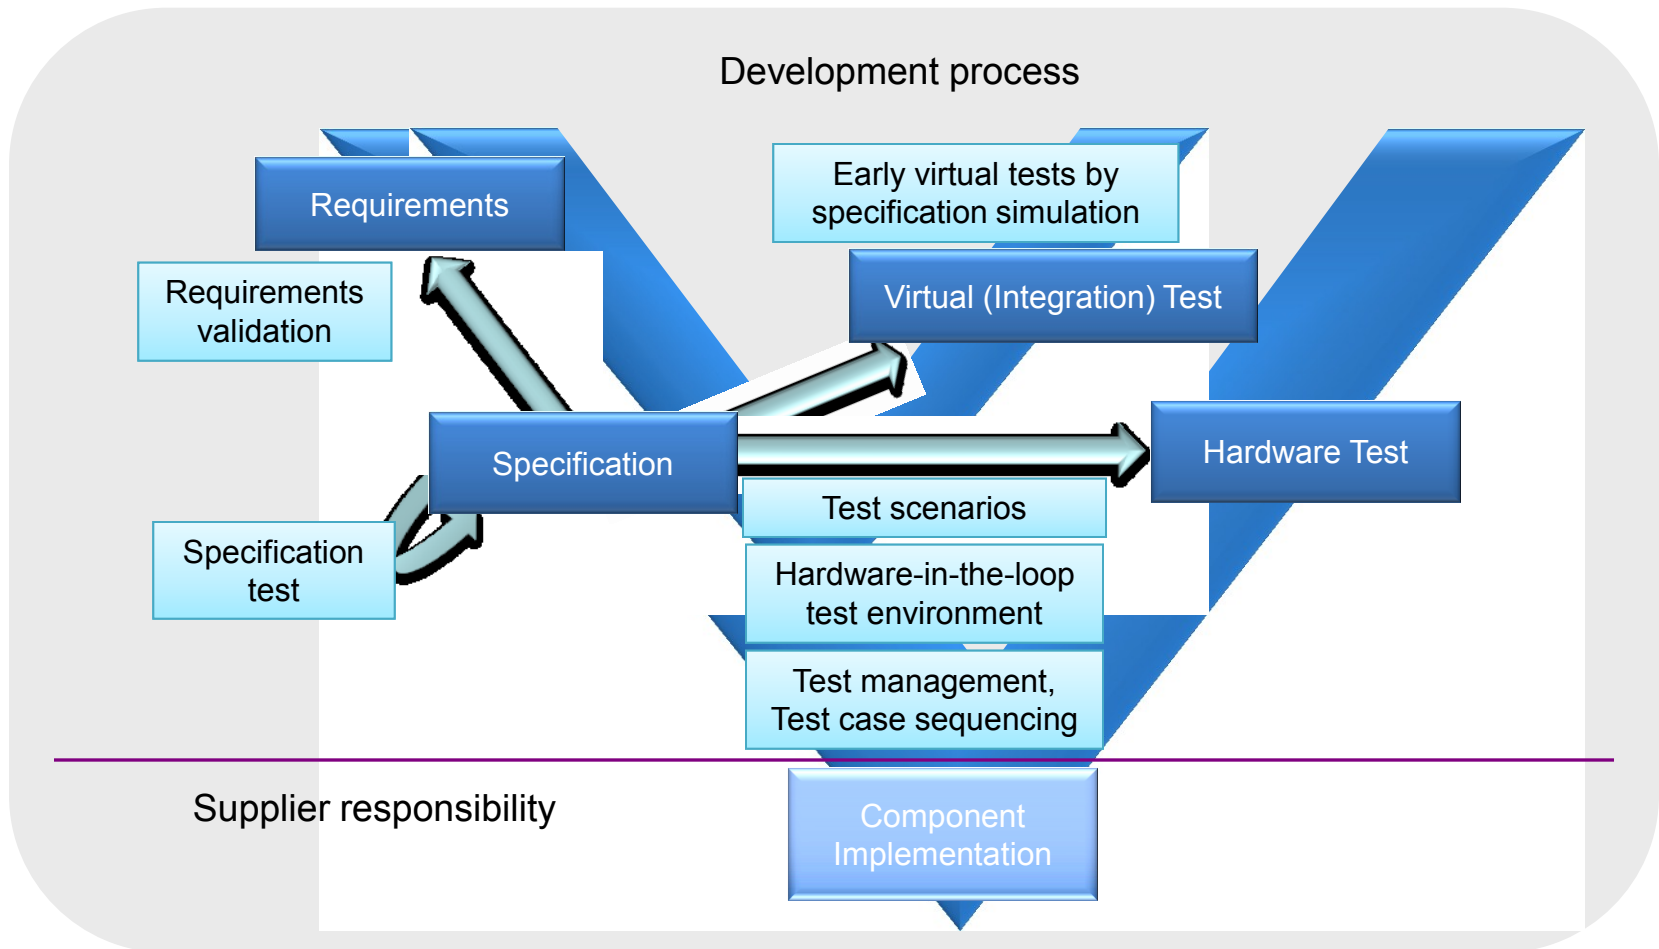 Development process
Requirements
Early virtual tests by
specification simulation
Requirements
validation
Virtual (Integration) Test
Specification
Hardware Test
Test scenarios
Specification
test
Hardware-in-the-loop
test environment
Test management,
Test case sequencing
Supplier responsibility
Component
Implementation